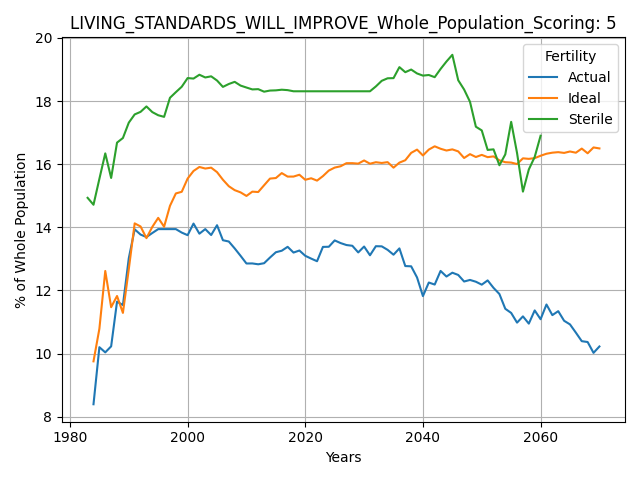 LIVING_STANDARDS_WILL_IMPROVE_Whole_Population_Scoring: 5
20
18
16
14
12
10
8
% of Whole Population
Fertility
Actual
Ideal
Sterile
1980
2000
2020
2040
2060
Years